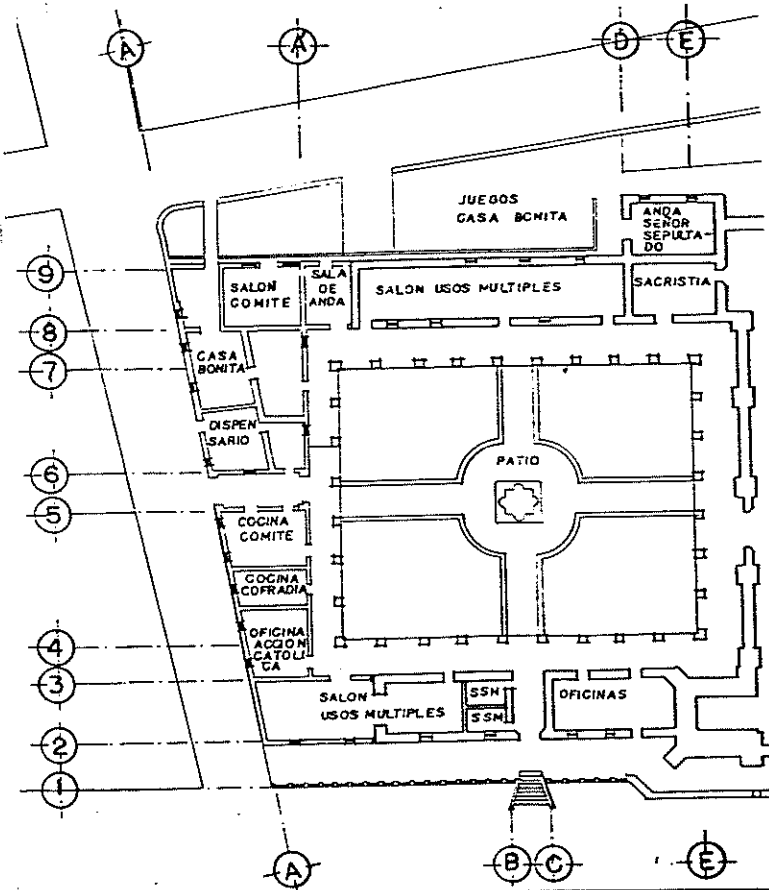 A
A
D
E
JUEGOS
CASA BONITA
ANDA
SEÑOR
SEPULTA-
DO
9
SALON
COMITE
SALA
DE
ANDA
SALON USOS MULTIPLES
SACRISTIA
8
7
CASA
BONITA
DISPEN
SARIO
PATIO
6
5
COCINA
COMITE
COCINA
COFRADIA
OFICINA
ACCION
CATOLI
CA
4
3
SALON
USOS MULTIPLES
SSH
SSM
OFICINAS
2
1
A
B
C
E